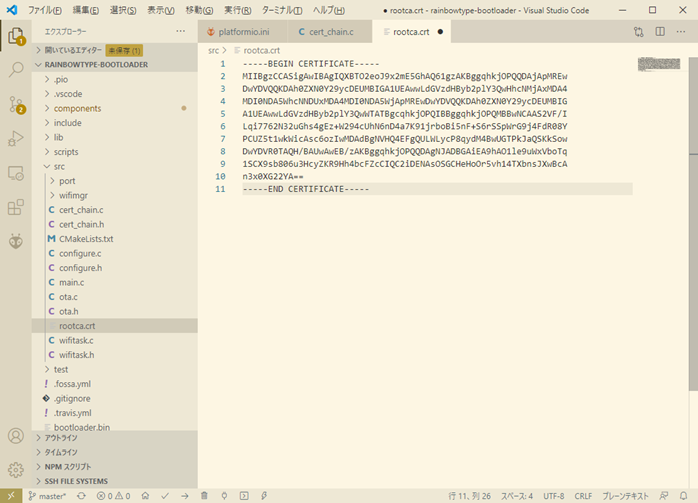 ファイル(F) 編集(E) 選択(S) 表示(V) 移動(G) 実行(R) ターミナル(T) ヘルプ(H) ● rootca.crt - rainbowtype-bootloader - Visual Studio Code
エクスプローラー ...
platformio.ini cert_chain.c rootca.crt ●
開いているエディター 未保存 (1)
src > rootca.crt
RAINBOWTYPE-BOOTLOADER
.pio
.vscode
components
include
lib
scripts
src
port
wifimgr
cert_chain.c
cert_chain.h
CMakeLists.txt
configure.c
configure.h
main.c
ota.c
ota.h
rootca.crt
wifitask.c
wifitask.h
test
.fossa.yml
.gitignore
.travis.yml
bootloader.bin
アウトライン
タイムライン
NPM スクリプト
SSH FILE SYSTEMS
1 -----BEGIN CERTIFICATE-----
2 MIIBgzCCASigAwIBAgIQXBTO2eoJ9x2mE5GhAQ61gzAKBggqhkjOPQQDAjApMREw
3 DwYDVQQKDAh0ZXN0Y29ycDEUMBIGA1UEAwwLdGVzdHByb2plY3QwHhcNMjAxMDA4
4 MDI0NDA5WhcNNDUxMDA4MDI0NDA5WjApMREwDwYDVQQKDAh0ZXN0Y29ycDEUMBIG
5 A1UEAwwLdGVzdHByb2plY3QwWTATBgcqhkjOPQIBBggqhkjOPQMBBwNCAAS2VF/I
6 Lqi7762N32uGhs4gEz+W294cUhN6nD4a7K91jrboBi5nF+S6rS5pWrG9j4FdR08Y
7 PCUZ5t1wkWicAsc6ozIwMDAdBgNVHQ4EFgQULWLycP8qydM4BwUGTPkJaQSKkSow
8 DwYDVR0TAQH/BAUwAwEB/zAKBggqhkjOPQQDAgNJADBGAiEA9hAO1le9uWxVboTq
9 1SCX9sb806u3HcyZKR9Hh4bcFZcCIQC2iDENAsOSGCHeHoOr5vh14TXbnsJXwBcA
10 n3x0XG22YA==
11 -----END CERTIFICATE-----
1
2
master* 0 0 行 11、列 26 スペース: 4 UTF-8 CRLF プレーンテキスト